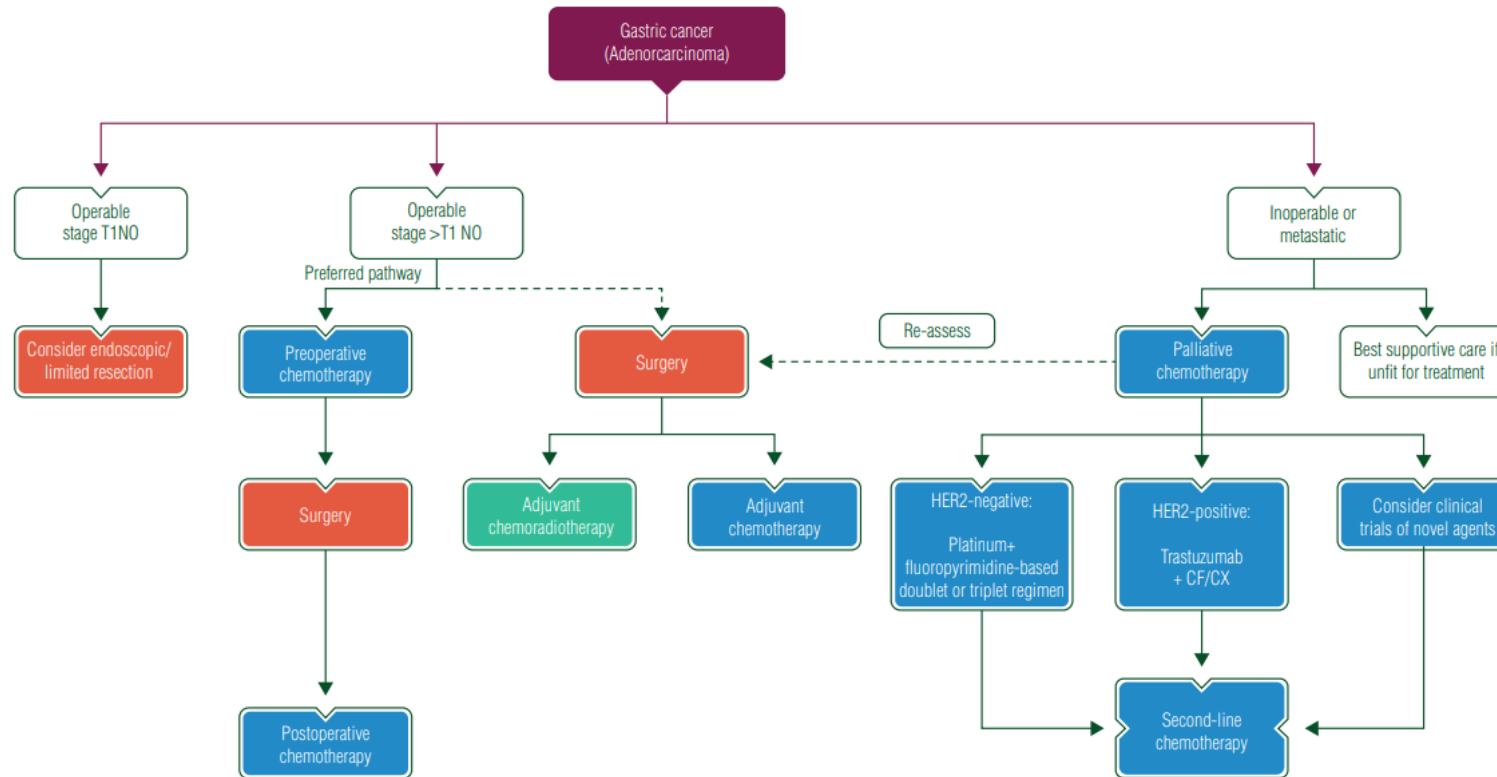 Gastric cancer
(Adenorcarcinoma)
Operable
stage T1NO
Operable
stage >T1 NO
Inoperable or
metastatic
Preferred pathway
Consider endoscopic/
limited resection
Preoperative
chemotherapy
Surgery
Re-assess
Palliative
chemotherapy
Best supportive care if
unfit for treatment
Surgery
Adjuvant
chemoradiotherapy
Adjuvant
chemotherapy
HER2-negative:
Platinum+
fluoropyrimidine-based
doublet or triplet regimen
HER2-positive:
Trastuzumab
+ CF/CX
Consider clinical
trials of novel agents
Postoperative
chemotherapy
Second-line
chemotherapy